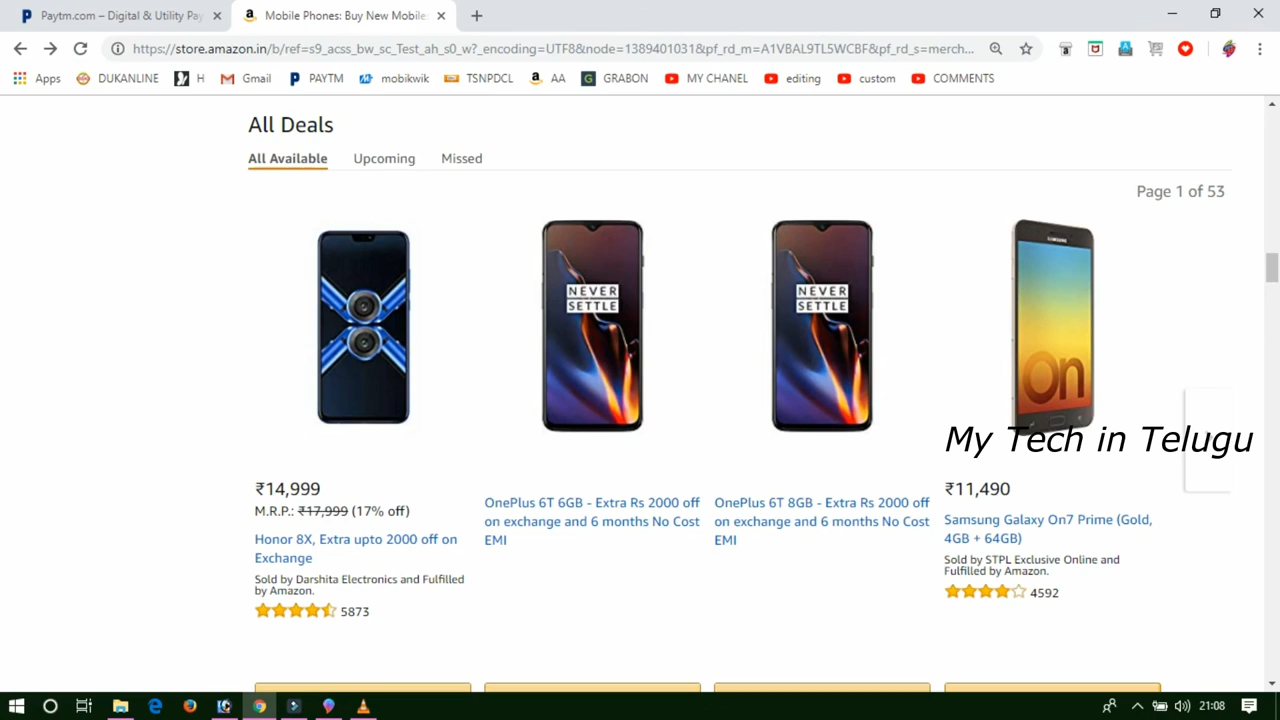 Paytm.com – Digital & Utility Pay
Mobile Phones: Buy New Mobile
https://store.amazon.in/b/ref=s9_acss_bw_sc_Test_ah_s0_w?_encoding=UTF8&node=1389401031&pf_rd_m=A1VBAL9TL5WCBF&pf_rd_s=merch...
Apps DUKANLINE H Gmail PAYTM mobikwik TSNPDCL AA GRABON MY CHANEL editing custom COMMENTS
All Deals
All Available Upcoming Missed
Page 1 of 53
NEVER
SETTLE
NEVER
SETTLE
SAMSUNG
On
My Tech in Telugu
₹14,999
M.R.P.: ₹17,999 (17% off)
Honor 8X, Extra upto 2000 off on
Exchange
Sold by Darshita Electronics and Fulfilled
by Amazon.
5873
OnePlus 6T 6GB - Extra Rs 2000 off
on exchange and 6 months No Cost
EMI
OnePlus 6T 8GB - Extra Rs 2000 off
on exchange and 6 months No Cost
EMI
₹11,490
Samsung Galaxy On7 Prime (Gold,
4GB + 64GB)
Sold by STPL Exclusive Online and
Fulfilled by Amazon.
4592
21:08